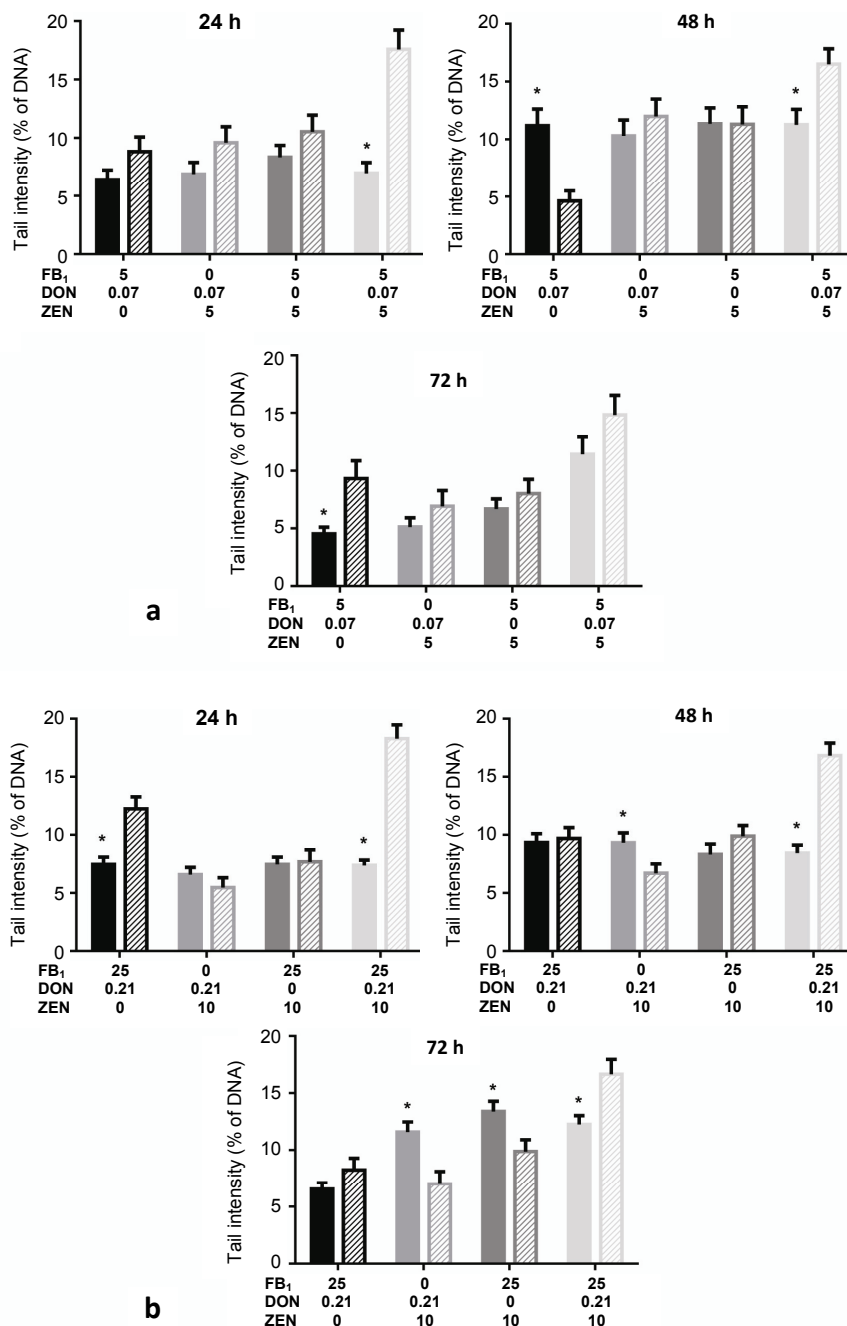 24 h
Tail intensity (% of DNA)
20
15
10
5
0
*
FB1 5 0 5 5
DON 0.07 0.07 0 0.07
ZEN 0 5 5 5
48 h
Tail intensity (% of DNA)
20
15
10
5
0
* *
FB1 5 0 5 5
DON 0.07 0.07 0 0.07
ZEN 0 5 5 5
72 h
Tail intensity (% of DNA)
20
15
10
5
0
*
FB1 5 0 5 5
DON 0.07 0.07 0 0.07
ZEN 0 5 5 5
a
24 h
Tail intensity (% of DNA)
20
15
10
5
0
* *
FB1 25 0 25 25
DON 0.21 0.21 0 0.21
ZEN 0 10 10 10
48 h
Tail intensity (% of DNA)
20
15
10
5
0
* *
FB1 25 0 25 25
DON 0.21 0.21 0 0.21
ZEN 0 10 10 10
72 h
Tail intensity (% of DNA)
20
15
10
5
0
* * *
FB1 25 0 25 25
DON 0.21 0.21 0 0.21
ZEN 0 10 10 10
b